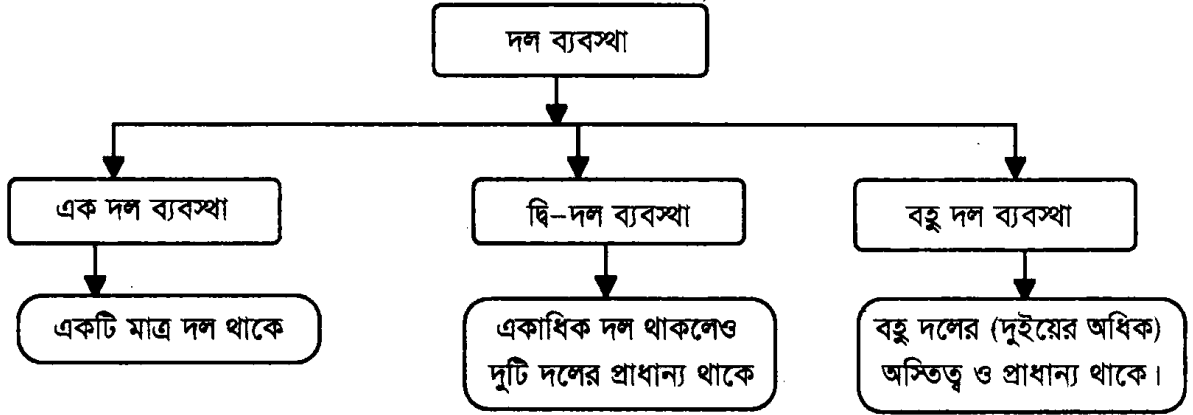 দল ব্যবস্থা
এক দল ব্যবস্থা
দ্বি-দল ব্যবস্থা
বহু দল ব্যবস্থা
একটি মাত্র দল থাকে
একাধিক দল থাকলেও
দুটি দলের প্রাধান্য থাকে
বহু দলের (দুইয়ের অধিক)
অস্তিত্ব ও প্রাধান্য থাকে।